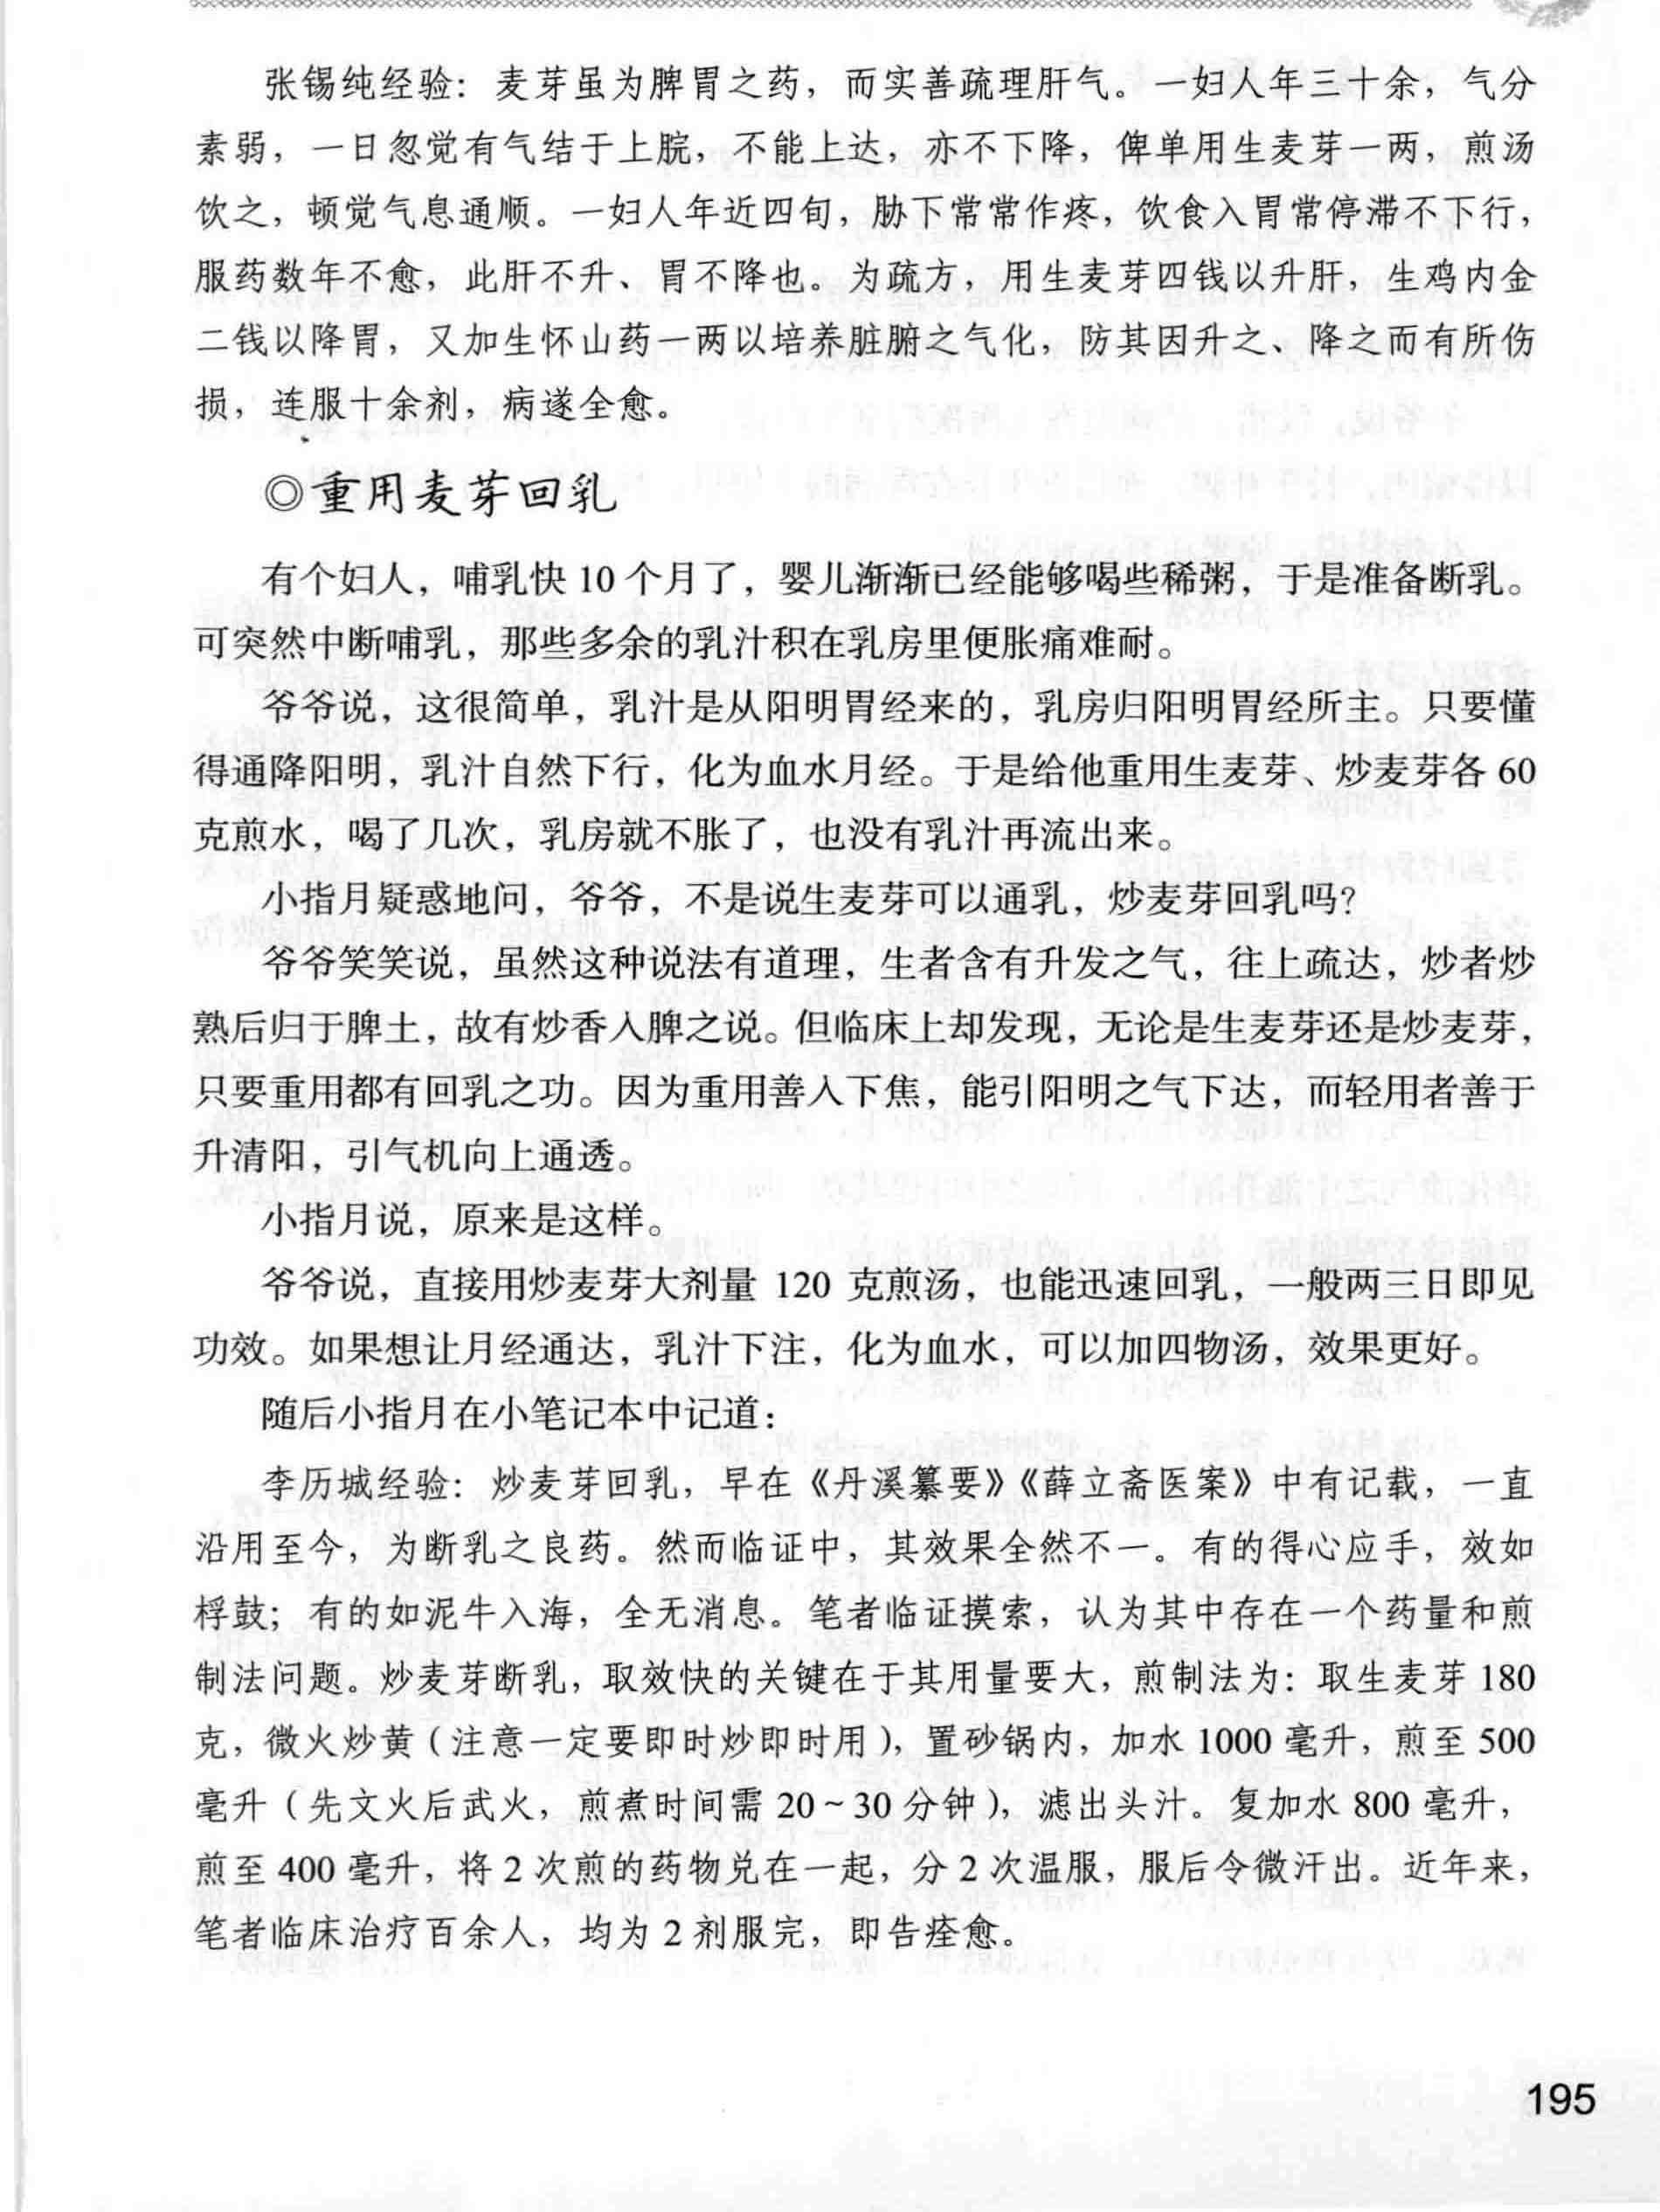 张锡纯经验：麦芽虽为脾胃之药，而实善疏理肝气。一妇人年三十余，气分
素弱，一日忽觉有气结于上脘，不能上达，亦不下降，俾单用生麦芽一两，煎汤
饮之，顿觉气息通顺。一妇人年近四旬，胁下常常作疼，饮食入胃常停滞不下行，
服药数年不愈，此肝不升、胃不降也。为疏方，用生麦芽四钱以升肝，生鸡内金
二钱以降胃，又加生怀山药一两以培养脏腑之气化，防其因升之、降之而有所伤
损，连服十余剂，病遂全愈。
◎重用麦芽回乳
有个妇人，哺乳快 10 个月了，婴儿渐渐已经能够喝些稀粥，于是准备断乳。
可突然中断哺乳，那些多余的乳汁积在乳房里便胀痛难耐。
爷爷说，这很简单，乳汁是从阳明胃经来的，乳房归阳明胃经所主。只要懂
得通降阳明，乳汁自然下行，化为血水月经。于是给他重用生麦芽、炒麦芽各 60
克煎水，喝了几次，乳房就不胀了，也没有乳汁再流出来。
小指月疑惑地问，爷爷，不是说生麦芽可以通乳，炒麦芽回乳吗？
爷爷笑笑说，虽然这种说法有道理，生者含有升发之气，往上疏达，炒者炒
熟后归于脾土，故有炒香入脾之说。但临床上却发现，无论是生麦芽还是炒麦芽，
只要重用都有回乳之功。因为重用善入下焦，能引阳明之气下达，而轻用者善于
升清阳，引气机向上通透。
小指月说，原来是这样。
爷爷说，直接用炒麦芽大剂量 120 克煎汤，也能迅速回乳，一般两三日即见
功效。如果想让月经通达，乳汁下注，化为血水，可以加四物汤，效果更好。
随后小指月在小笔记本中记道：
李历城经验：炒麦芽回乳，早在《丹溪纂要》《薛立斋医案》中有记载，一直
沿用至今，为断乳之良药。然而临证中，其效果全然不一。有的得心应手，效如
桴鼓；有的如泥牛入海，全无消息。笔者临证摸索，认为其中存在一个药量和煎
制法问题。炒麦芽断乳，取效快的关键在于其用量要大，煎制法为：取生麦芽 180
克，微火炒黄（注意一定要即时炒即时用），置砂锅内，加水 1000 毫升，煎至 500
毫升（先文火后武火，煎煮时间需 20～30 分钟），滤出头汁。复加水 800 毫升，
煎至 400 毫升，将 2 次煎的药物兑在一起，分 2 次温服，服后令微汗出。近年来，
笔者临床治疗百余人，均为 2 剂服完，即告痊愈。
195